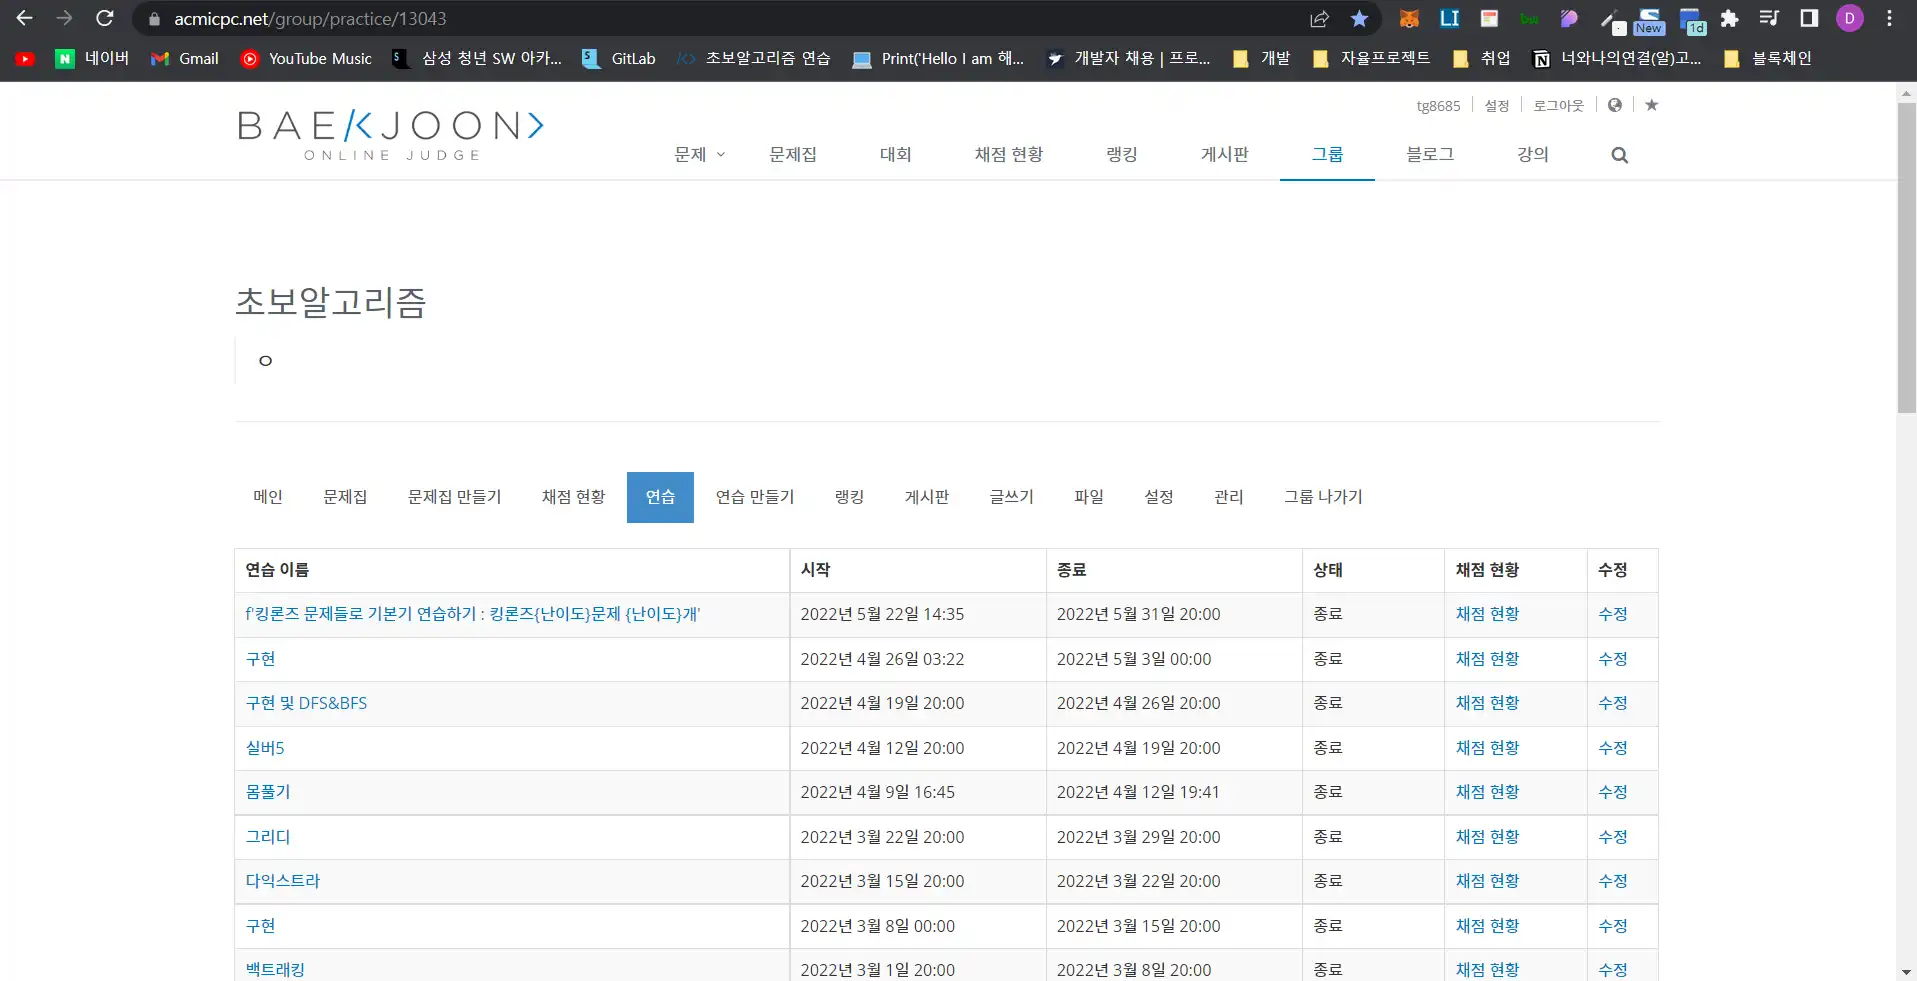 acmicpc.net/group/practice/13043
New
1d
D
네이버 Gmail YouTube Music 삼성 청년 SW 아카... GitLab 초보알고리즘 연습 Print('Hello I am 해... 개발자 채용 | 프로... 개발 자율프로젝트 취업 너와나의연결(알)고... 블록체인
tg8685 설정 로그아웃
BAEKJOON>
ONLINE JUDGE
문제 문제집 대회 채점 현황 랭킹 게시판 그룹 블로그 강의
초보알고리즘
ㅇ
메인 문제집 문제집 만들기 채점 현황 연습 연습 만들기 랭킹 게시판 글쓰기 파일 설정 관리 그룹 나가기
연습 이름 시작 종료 상태 채점 현황 수정
f'킹론즈 문제들로 기본기 연습하기 : 킹론즈{난이도}문제 {난이도}개' 2022년 5월 22일 14:35 2022년 5월 31일 20:00 종료 채점 현황 수정
구현 2022년 4월 26일 03:22 2022년 5월 3일 00:00 종료 채점 현황 수정
구현 및 DFS&BFS 2022년 4월 19일 20:00 2022년 4월 26일 20:00 종료 채점 현황 수정
실버5 2022년 4월 12일 20:00 2022년 4월 19일 20:00 종료 채점 현황 수정
몸풀기 2022년 4월 9일 16:45 2022년 4월 12일 19:41 종료 채점 현황 수정
그리디 2022년 3월 22일 20:00 2022년 3월 29일 20:00 종료 채점 현황 수정
다익스트라 2022년 3월 15일 20:00 2022년 3월 22일 20:00 종료 채점 현황 수정
구현 2022년 3월 8일 00:00 2022년 3월 15일 20:00 종료 채점 현황 수정
백트래킹 2022년 3월 1일 20:00 2022년 3월 8일 20:00 종료 채점 현황 수정